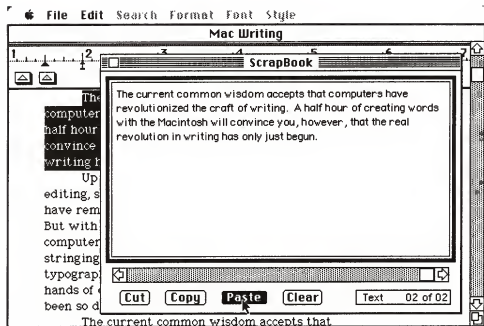 File Edit Search Format Font Style
Mac Writing
1 2 3 4 5 6 7
ScrapBook
The current common wisdom accepts that computers have
revolutionized the craft of writing. A half hour of creating words
with the Macintosh will convince you, however, that the real
revolution in writing has only just begun.
The
computer
half hour
convince
writing h
Up
editing, s
have rem
But with
computer
stringing
typograp
hands of
been so d
The current common wisdom accepts that
Cut Copy Paste Clear Text 02 of 02